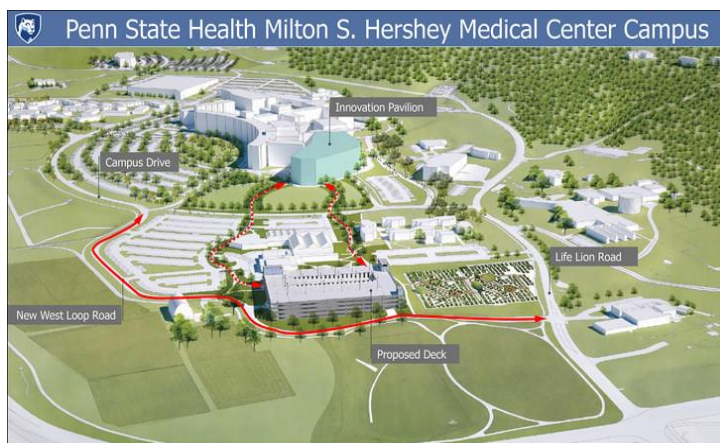 Penn State Health Milton S. Hershey Medical Center Campus
Innovation Pavilion
Campus Drive
Life Lion Road
New West Loop Road
Proposed Deck